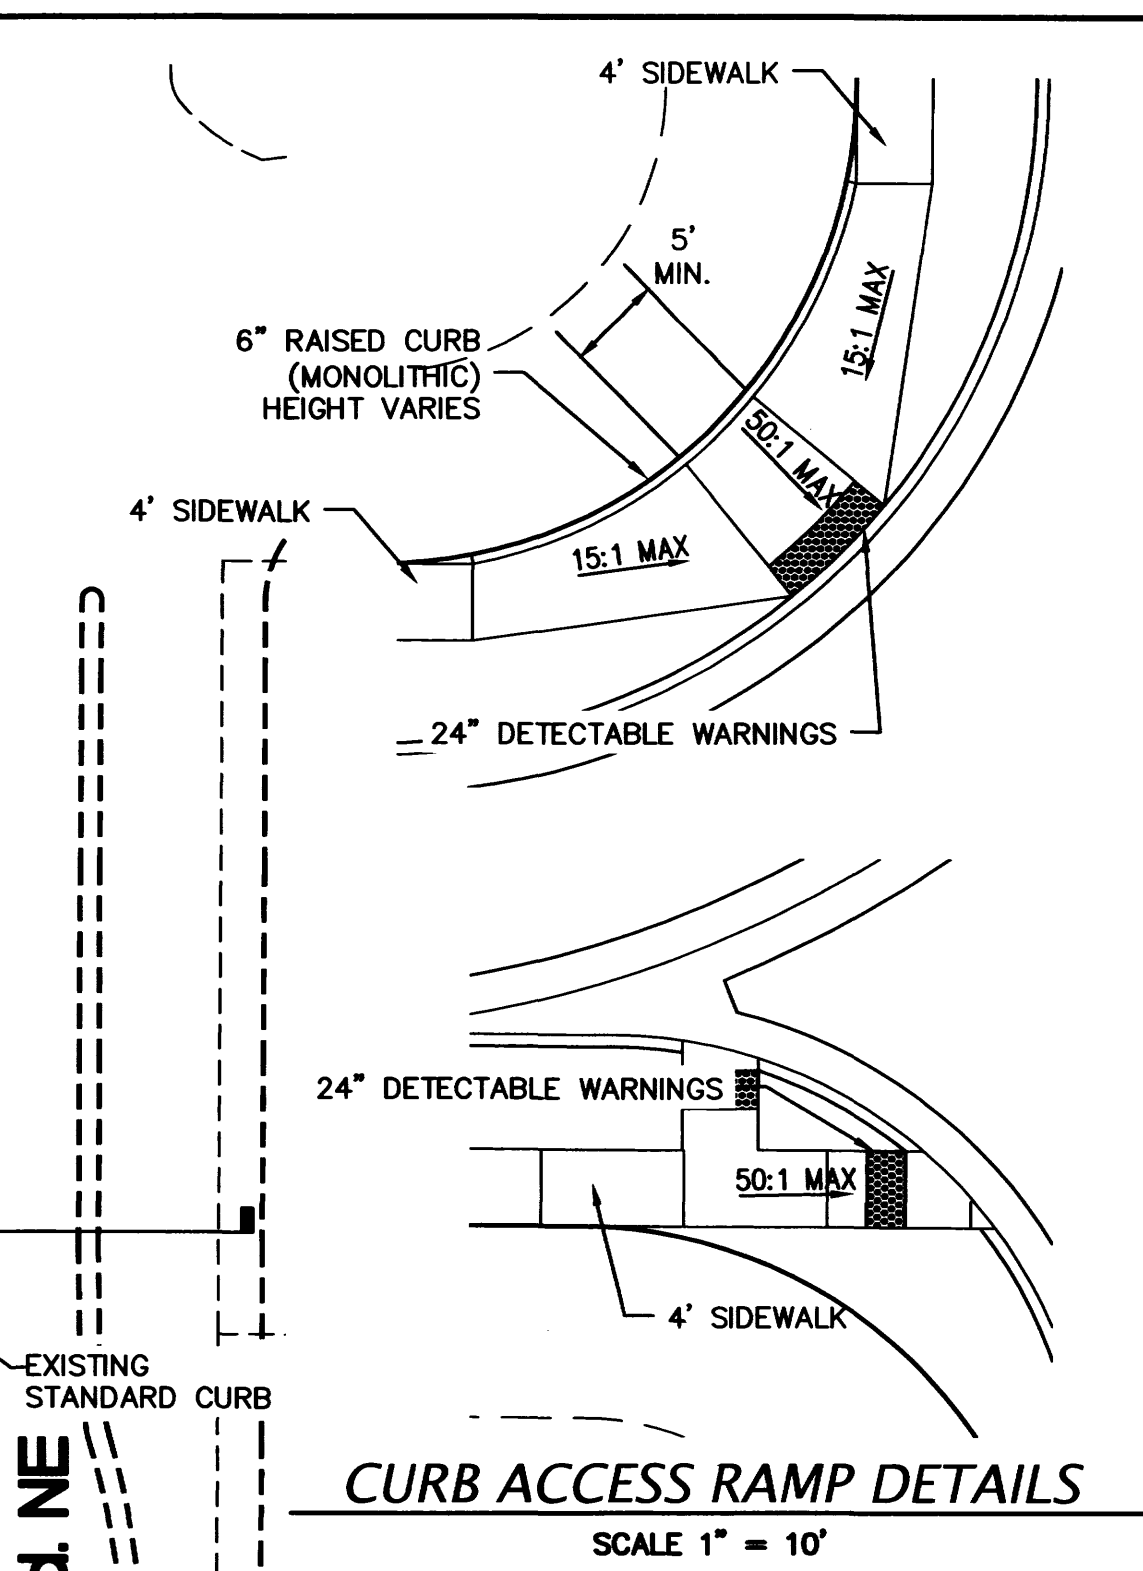 4' SIDEWALK
5'
MIN.
15:1 MAX
6" RAISED CURB
(MONOLITHIC)
HEIGHT VARIES
50:1 MAX
4' SIDEWALK
15:1 MAX
24" DETECTABLE WARNINGS
24" DETECTABLE WARNINGS
50:1 MAX
4' SIDEWALK
EXISTING
STANDARD CURB
NE
CURB ACCESS RAMP DETAILS
SCALE 1" = 10'